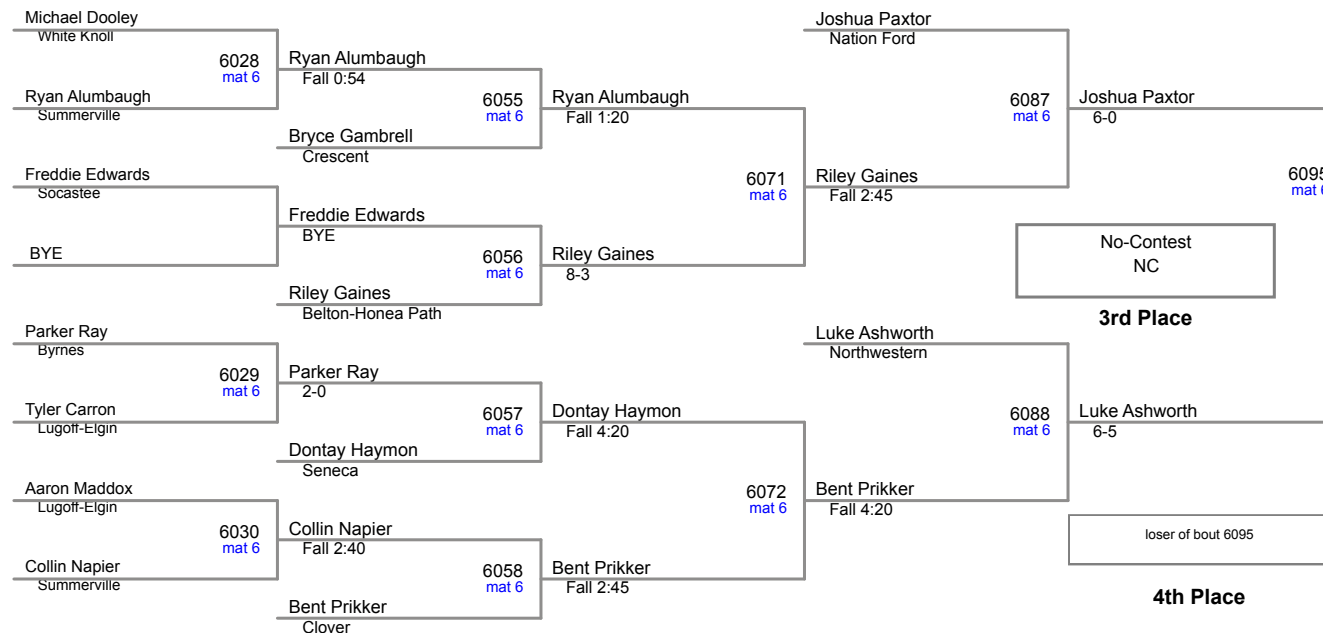 Michael Dooley
White Knoll
6028
mat 6
Ryan Alumbaugh
Summerville
Freddie Edwards
Socastee
BYE
Parker Ray
Byrnes
6029
mat 6
Tyler Carron
Lugoff-Elgin
Aaron Maddox
Lugoff-Elgin
6030
mat 6
Collin Napier
Summerville
Ryan Alumbaugh
Fall 0:54
6055
mat 6
Bryce Gambrell
Crescent
Freddie Edwards
BYE
6056
mat 6
Riley Gaines
Belton-Honea Path
Parker Ray
2-0
6057
mat 6
Dontay Haymon
Seneca
Collin Napier
Fall 2:40
6058
mat 6
Bent Prikker
Clover
Ryan Alumbaugh
Fall 1:20
6071
mat 6
Riley Gaines
8-3
Dontay Haymon
Fall 4:20
6072
mat 6
Bent Prikker
Fall 2:45
Joshua Paxtor
Nation Ford
6087
mat 6
Riley Gaines
Fall 2:45
Luke Ashworth
Northwestern
6088
mat 6
Bent Prikker
Fall 4:20
Joshua Paxtor
6-0
6095
mat 6
No-Contest
NC
3rd Place
Luke Ashworth
6-5
loser of bout 6095
4th Place